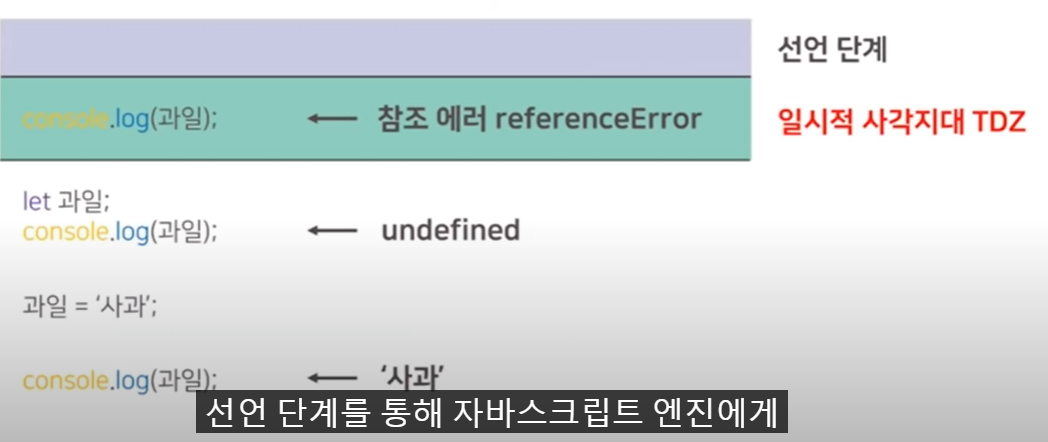 선언 단계
console.log(과일); ← 참조 에러 referenceError 일시적 사각지대 TDZ
let 과일;
console.log(과일); ← undefined
과일 = ‘사과’;
console.log(과일); ← ‘사과’
선언 단계를 통해 자바스크립트 엔진에게